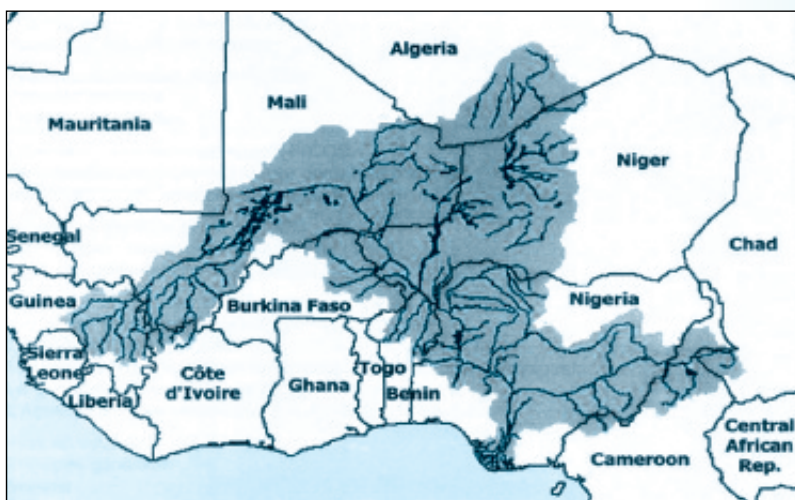 Algeria
Mali
Mauritania
Niger
Senegal
Chad
Guinea
Burkina Faso
Nigeria
Sierra
Leone
Côte
d'Ivoire
Ghana
Togo
Benin
Liberia
Central
African
Rep.
Cameroon